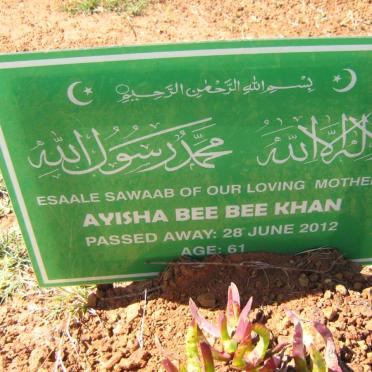 بسم الله الرحمن الرحيم
لا اله الا الله محمد رسول الله
ESAALE SAWAAB OF OUR LOVING MOTHE
AYISHA BEE BEE KHAN
PASSED AWAY: 28 JUNE 2012
AGE: 61